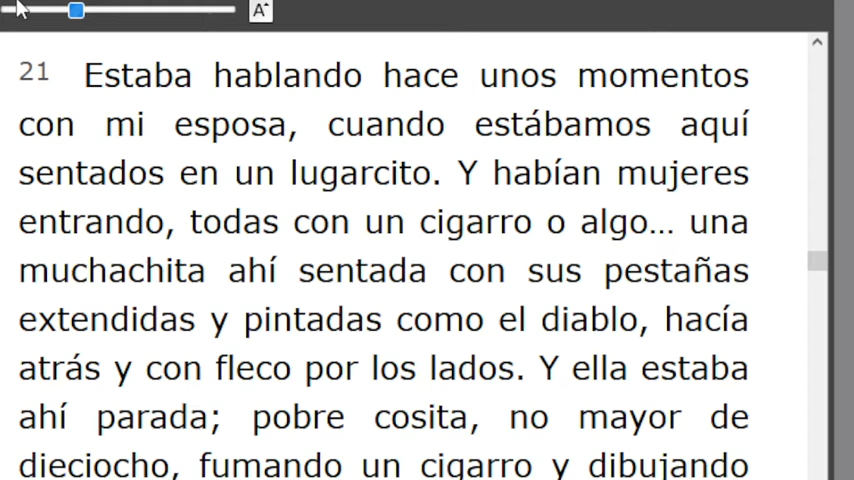 A
21 Estaba hablando hace unos momentos
con mi esposa, cuando estábamos aquí
sentados en un lugarcito. Y habían mujeres
entrando, todas con un cigarro o algo… una
muchachita ahí sentada con sus pestañas
extendidas y pintadas como el diablo, hacía
atrás y con fleco por los lados. Y ella estaba
ahí parada; pobre cosita, no mayor de
dieciocho, fumando un cigarro y dibujando